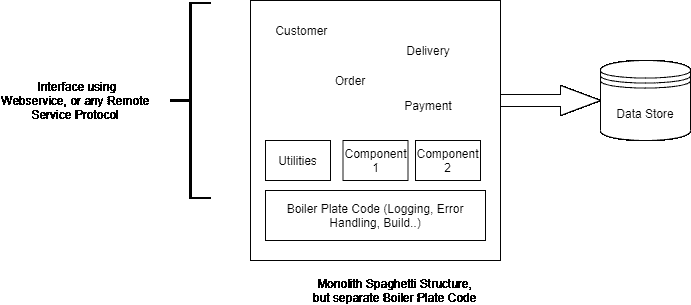 Customer
Delivery
Interface using
Webservice, or any Remote
Service Protocol
Order
Payment
Data Store
Utilities
Component
1
Component
2
Boiler Plate Code (Logging, Error
Handling, Build..)
Monolith Spaghetti Structure,
but separate Boiler Plate Code